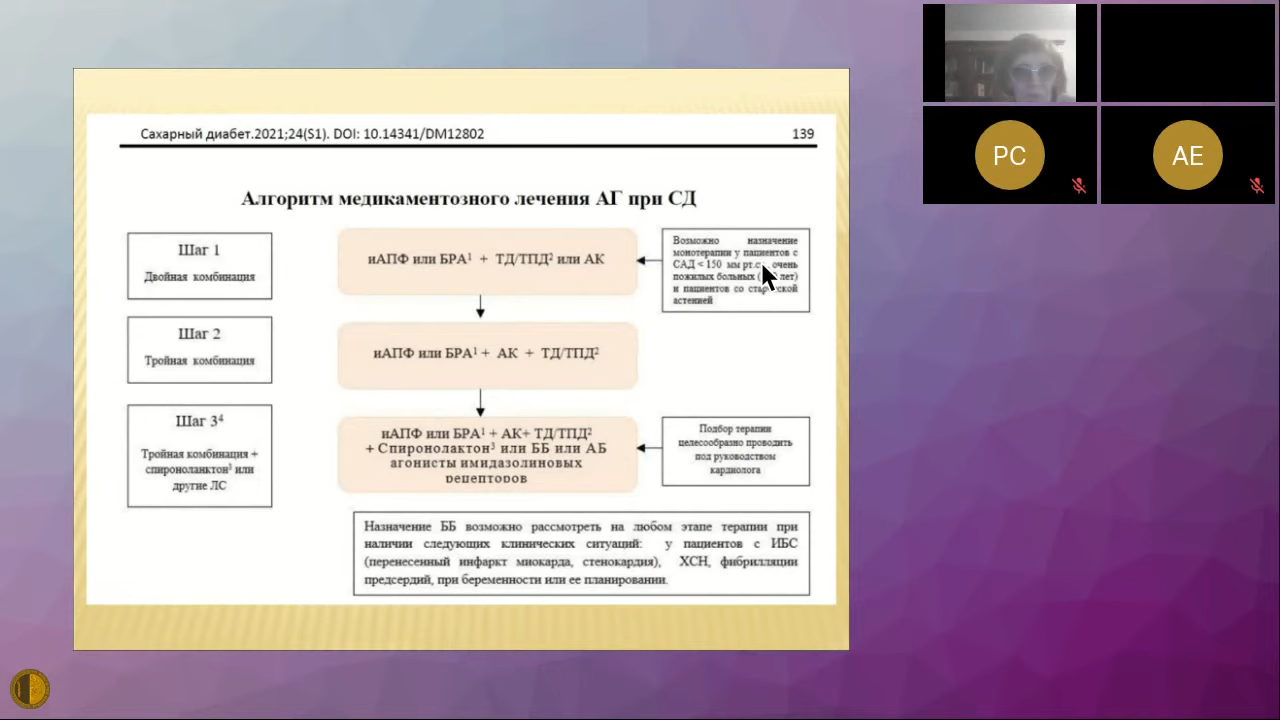 Сахарный диабет.2021;24(S1). DOI: 10.14341/DM12802
139
Алгоритм медикаментозного лечения АГ при СД
Шаг 1
Двойная комбинация
иАПФ или БРА¹ + ТД/ТПД² или АК
Возможно назначение
монотерапии у пациентов с
САД < 150 мм рт.с очень
пожилых больных ( лет)
и пациентов со
астенией
Шаг 2
Тройная комбинация
иАПФ или БРА¹ + АК + ТД/ТПД²
Шаг 3⁴
Тройная комбинация +
спироноланктон³ или
другие ЛС
иАПФ или БРА¹ + АК+ ТД/ТПД²
+ Спиронолактон³ или ББ или АБ
агонисты имидазолиновых
рецепторов
Подбор терапии
целесообразно проводить
под руководством
кардиолога
Назначение ББ возможно рассмотреть на любом этапе терапии при
наличии следующих клинических ситуаций: у пациентов с ИБС
(перенесенный инфаркт миокарда, стенокардия), ХСН, фибрилляции
предсердий, при беременности или ее планировании.
PC
AE